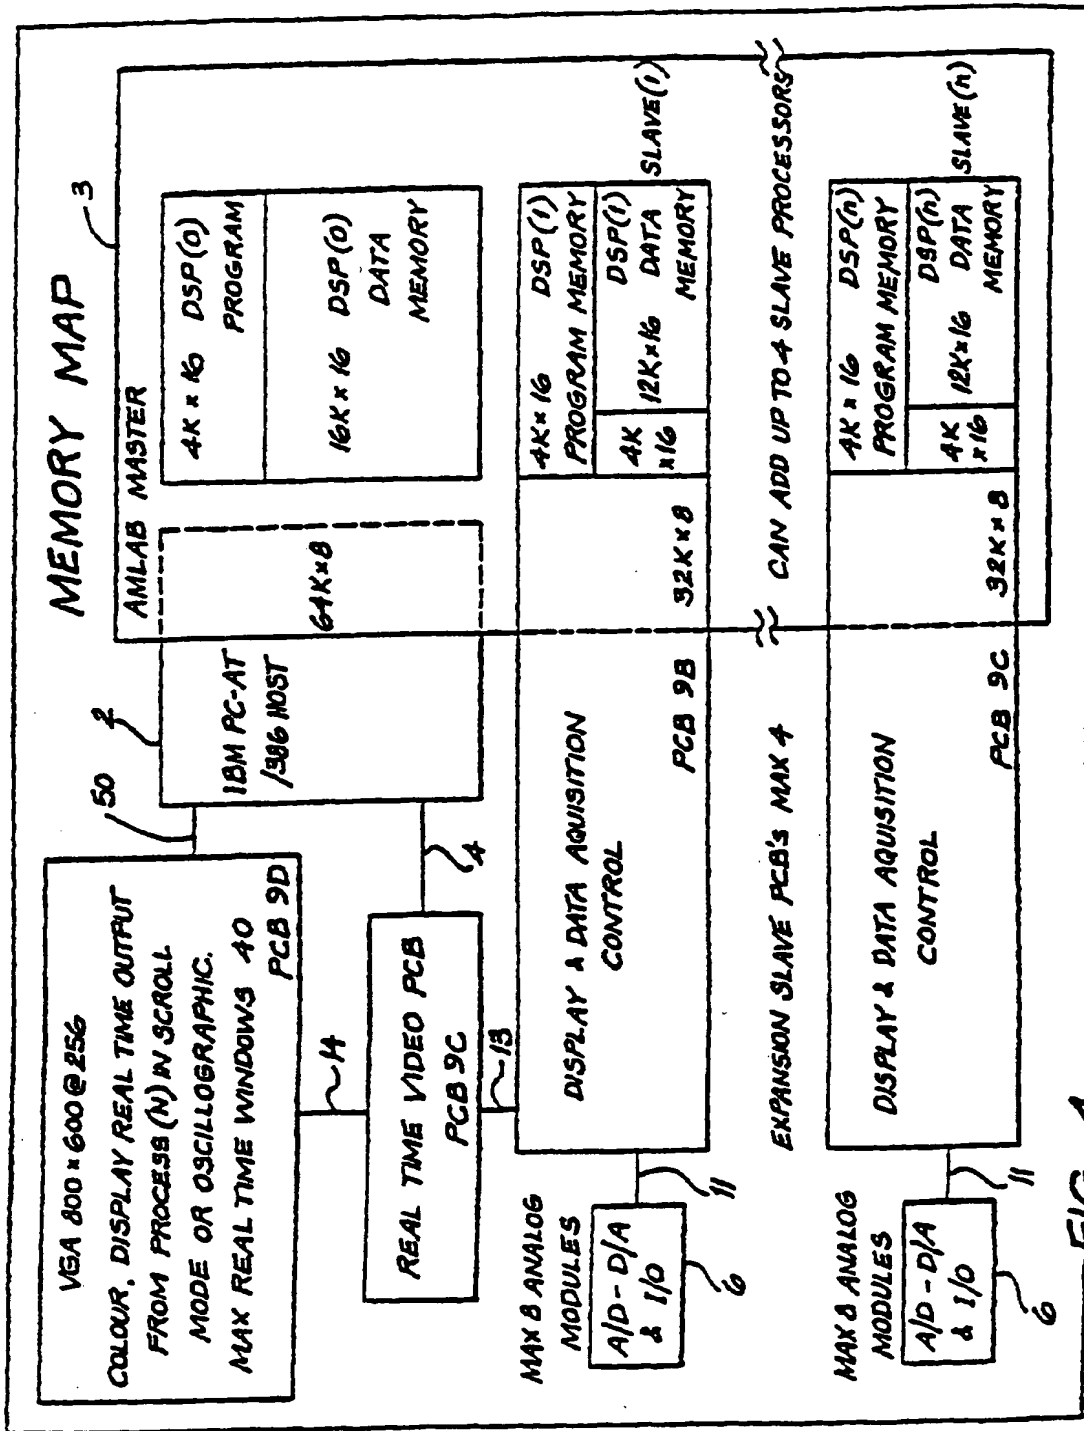 MEMORY MAP
3
AMLAB MASTER
4K × 16 DSP(0)
PROGRAM
16K × 16 DSP(0)
DATA
MEMORY
2
IBM PC-AT
/386 HOST
64K×8
50
4
VGA 800 × 600 @ 256
COLOUR, DISPLAY REAL TIME OUTPUT
FROM PROCESS (N) IN SCROLL
MODE OR OSCILLOGRAPHIC.
MAX REAL TIME WINDOWS 40
PCB 9D
14
REAL TIME VIDEO PCB
PCB 9C
13
DISPLAY & DATA AQUISITION
CONTROL
PCB 9B
32K×8
4K×16 DSP(1)
PROGRAM MEMORY
4K
×16
12K×16
DSP(1)
DATA
MEMORY
SLAVE(1)
MAX 8 ANALOG
MODULES
A/D - D/A
& I/O
6
11
EXPANSION SLAVE PCB'S MAX 4
CAN ADD UP TO 4 SLAVE PROCESSORS
DISPLAY & DATA AQUISITION
CONTROL
PCB 9C
32K×8
4K×16 DSP(n)
PROGRAM MEMORY
4K
×16
12K×16
DSP(n)
DATA
MEMORY
SLAVE(n)
MAX 8 ANALOG
MODULES
A/D - D/A
& I/O
6
11